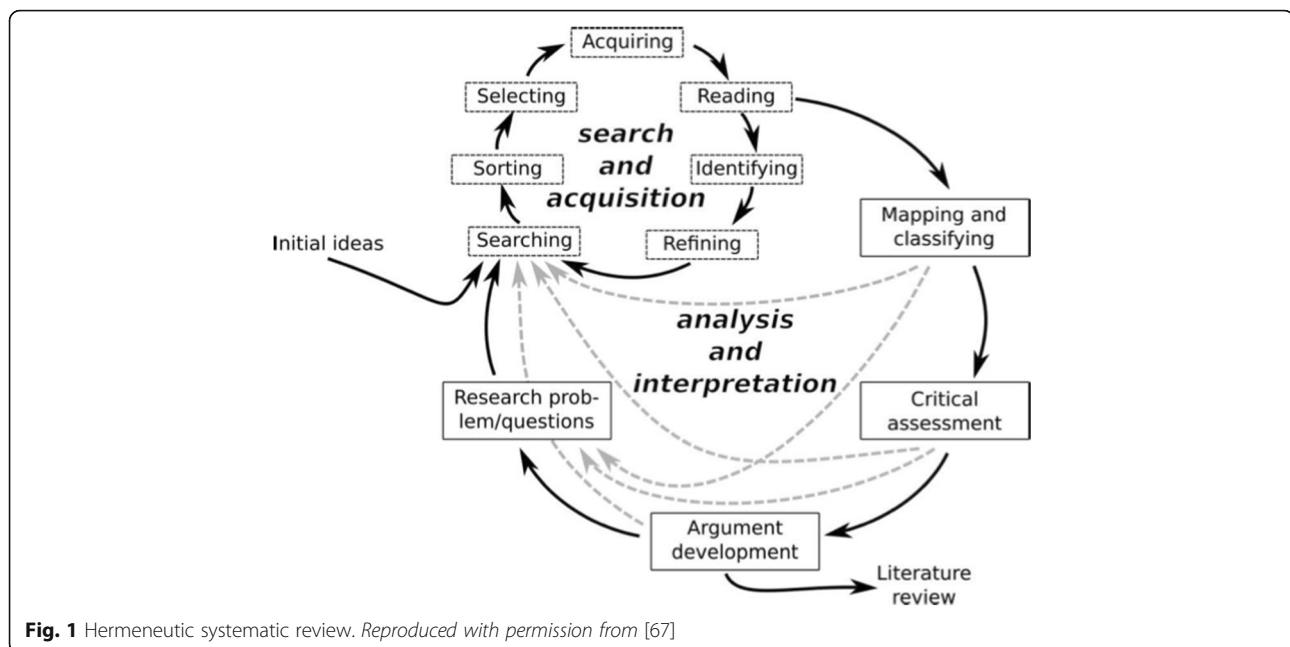 Acquiring
Selecting
Reading
search
and
acquisition
Sorting
Identifying
Initial ideas
Searching
Refining
Mapping and
classifying
analysis
and
interpretation
Research prob-
lem/questions
Critical
assessment
Argument
development
Literature
review
Fig. 1 Hermeneutic systematic review. Reproduced with permission from [67]